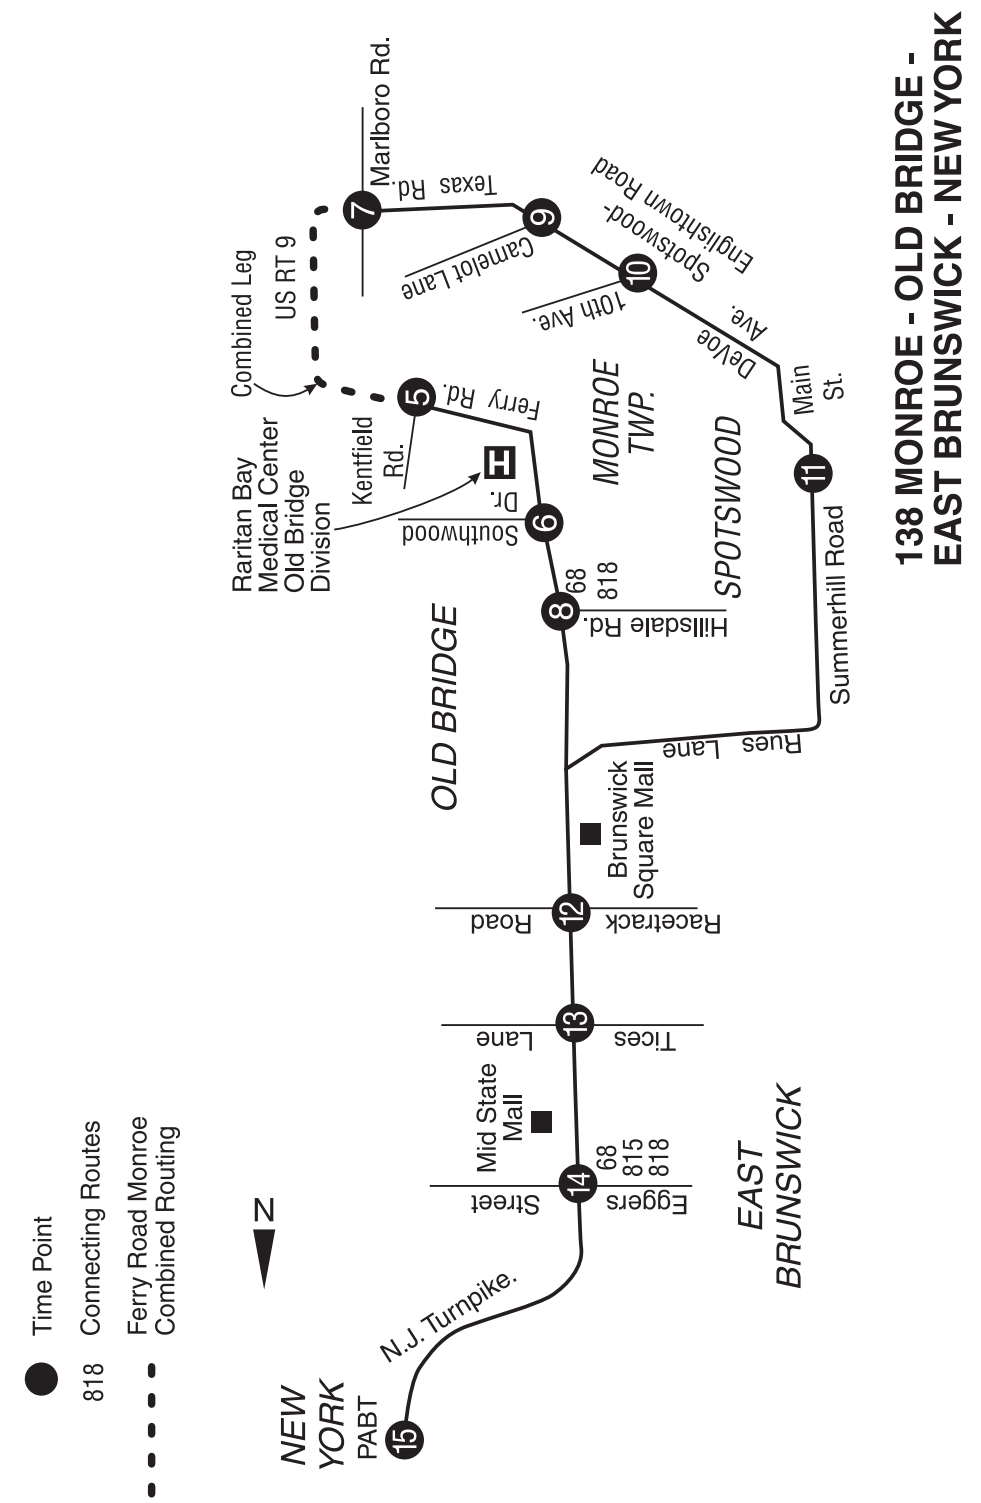 Time Point
818 Connecting Routes
Ferry Road Monroe
Combined Routing
N
NEW
YORK
PABT
15
N.J. Turnpike.
14
Eggers
Street
68
815
818
Mid State
Mall
EAST
BRUNSWICK
13
Tices
Lane
12
Racetrack
Road
Brunswick
Square Mall
OLD BRIDGE
8
Hillsdale Rd.
68
818
6
Southwood
Dr.
H
Raritan Bay
Medical Center
Old Bridge
Division
5
Kentfield
Rd.
Ferry Rd.
Combined Leg
US RT 9
7
Marlboro Rd.
Texas Rd.
9
Camelot Lane
10
10th Ave.
Spotswood-
Englishtown Road
DeVoe
Ave.
MONROE
TWP.
SPOTSWOOD
Main
St.
11
Summerhill Road
Rues Lane
138 MONROE - OLD BRIDGE -
EAST BRUNSWICK - NEW YORK